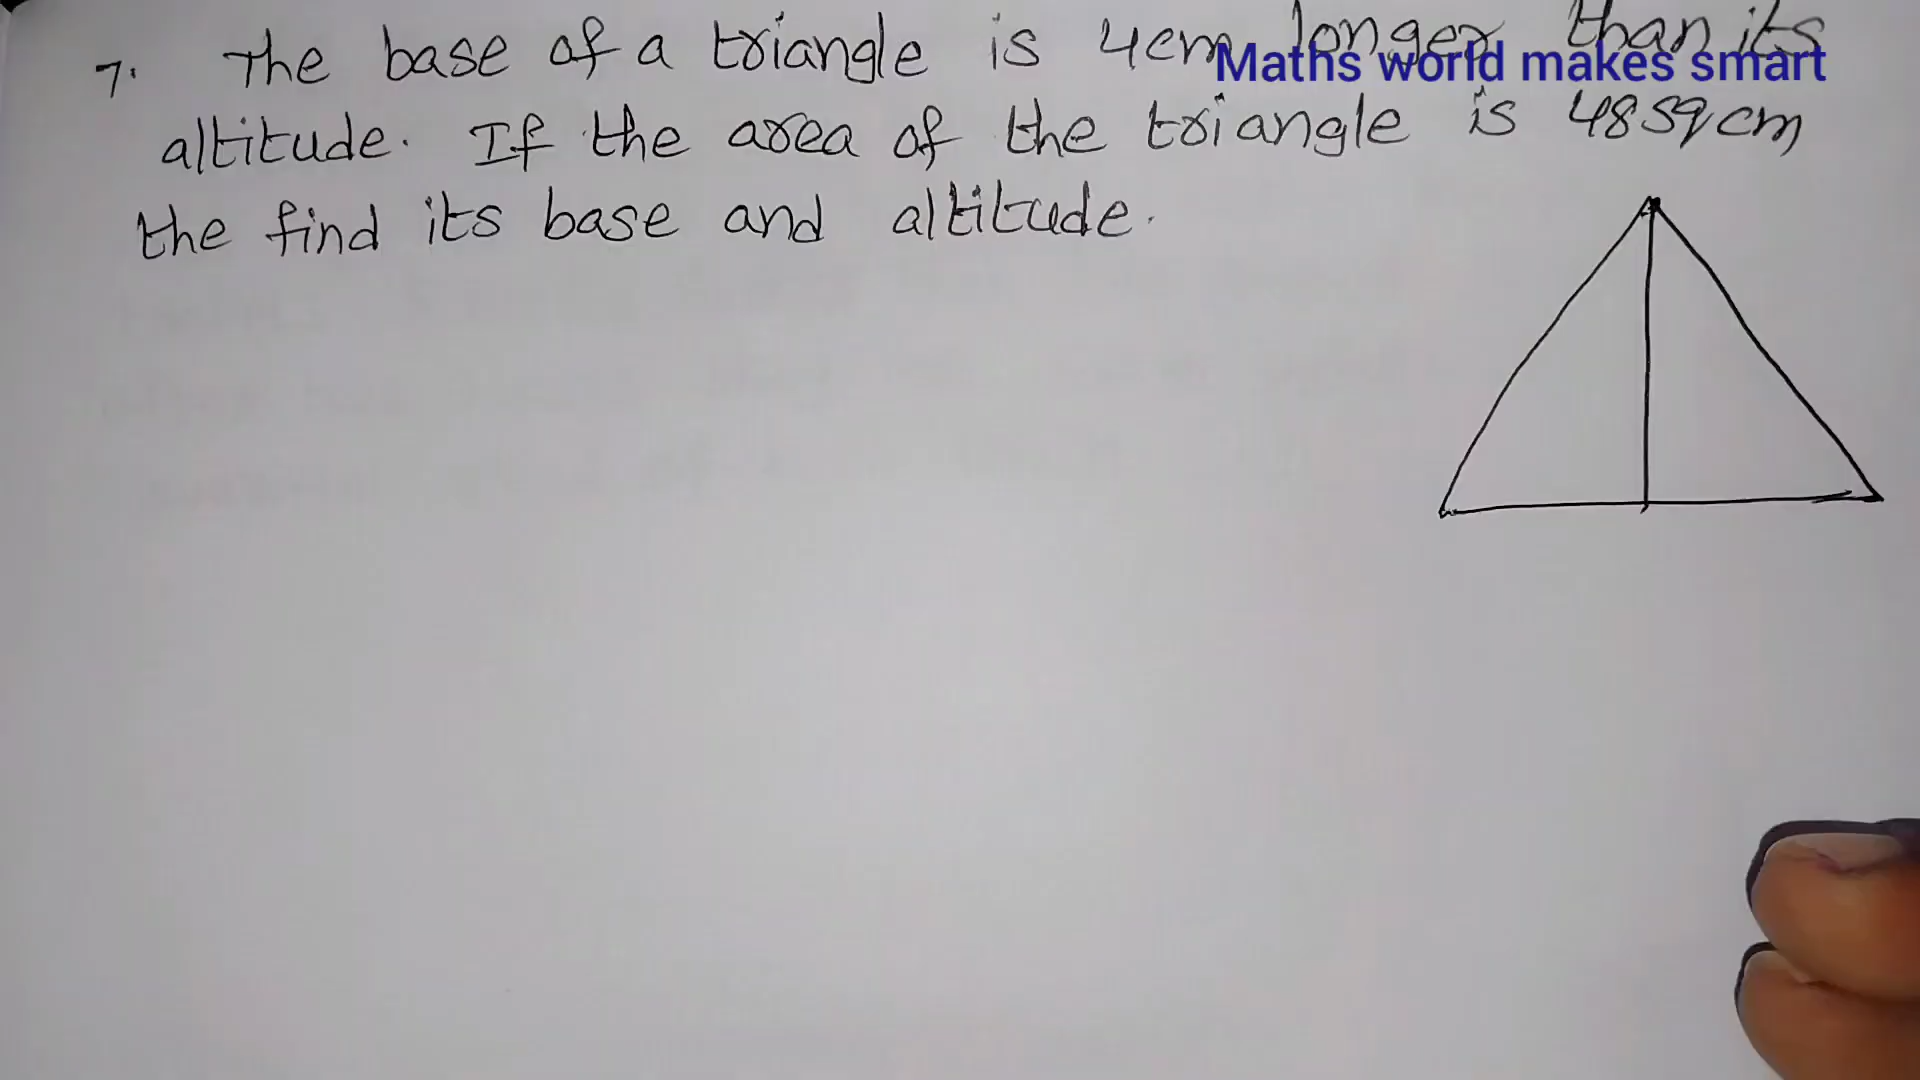 7. The base of a triangle is 4cm longer than its
Maths world makes smart
altitude. If the area of the triangle is 48 sq cm
the find its base and altitude.